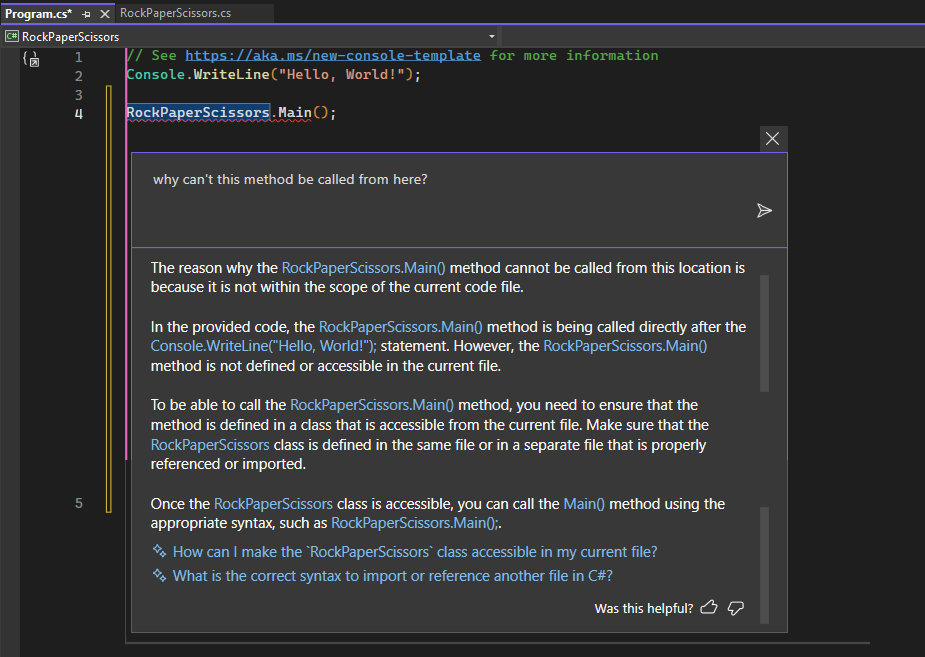 Program.cs* RockPaperScissors.cs
C# RockPaperScissors
1 // See https://aka.ms/new-console-template for more information
2 Console.WriteLine("Hello, World!");
3
4 RockPaperScissors.Main();
why can't this method be called from here?
The reason why the RockPaperScissors.Main() method cannot be called from this location is
because it is not within the scope of the current code file.
In the provided code, the RockPaperScissors.Main() method is being called directly after the
Console.WriteLine("Hello, World!"); statement. However, the RockPaperScissors.Main()
method is not defined or accessible in the current file.
To be able to call the RockPaperScissors.Main() method, you need to ensure that the
method is defined in a class that is accessible from the current file. Make sure that the
RockPaperScissors class is defined in the same file or in a separate file that is properly
referenced or imported.
5
Once the RockPaperScissors class is accessible, you can call the Main() method using the
appropriate syntax, such as RockPaperScissors.Main();.
How can I make the `RockPaperScissors` class accessible in my current file?
What is the correct syntax to import or reference another file in C#?
Was this helpful?